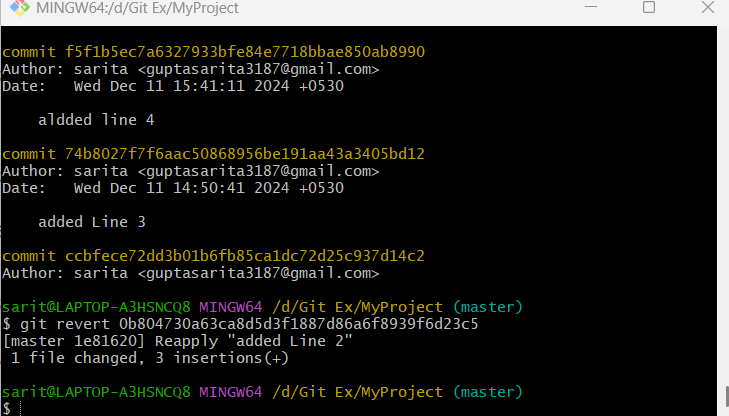 MINGW64:/d/Git Ex/MyProject
commit f5f1b5ec7a6327933bfe84e7718bbae850ab8990
Author: sarita <guptasarita3187@gmail.com>
Date:   Wed Dec 11 15:41:11 2024 +0530
aldded line 4
commit 74b8027f7f6aac50868956be191aa43a3405bd12
Author: sarita <guptasarita3187@gmail.com>
Date:   Wed Dec 11 14:50:41 2024 +0530
added Line 3
commit ccbfece72dd3b01b6fb85ca1dc72d25c937d14c2
Author: sarita <guptasarita3187@gmail.com>
sarit@LAPTOP-A3HSNCQ8 MINGW64 /d/Git Ex/MyProject (master)
$ git revert 0b804730a63ca8d5d3f1887d86a6f8939f6d23c5
[master 1e81620] Reapply "added Line 2"
1 file changed, 3 insertions(+)
sarit@LAPTOP-A3HSNCQ8 MINGW64 /d/Git Ex/MyProject (master)
$